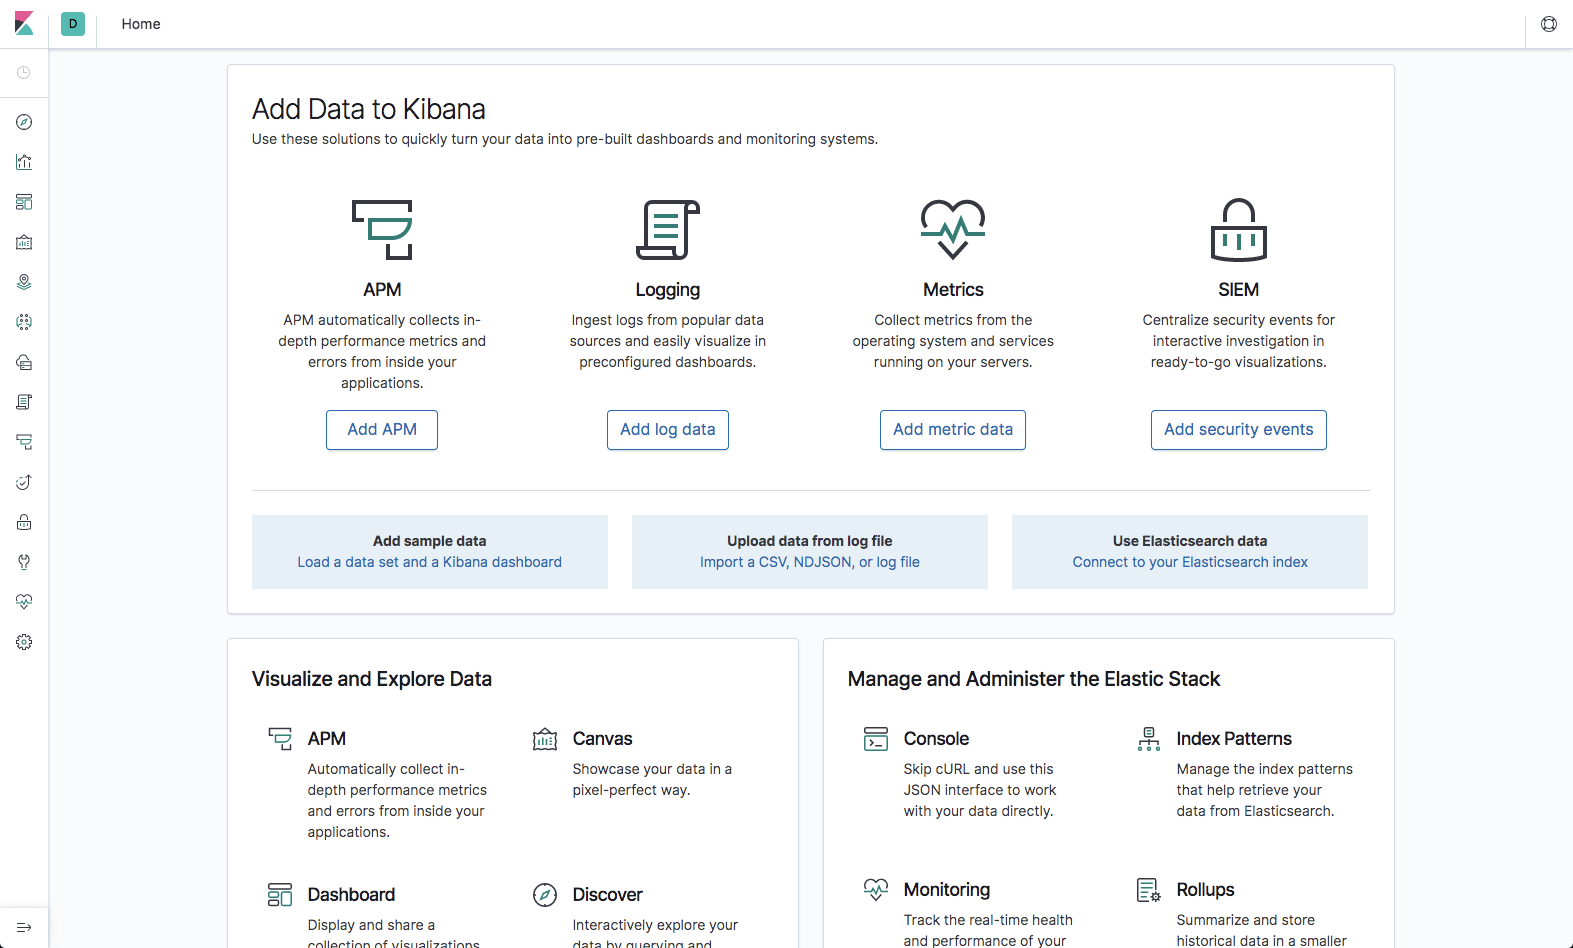 D
Home
Add Data to Kibana
Use these solutions to quickly turn your data into pre-built dashboards and monitoring systems.
APM
APM automatically collects in-
depth performance metrics and
errors from inside your
applications.
Add APM
Logging
Ingest logs from popular data
sources and easily visualize in
preconfigured dashboards.
Add log data
Metrics
Collect metrics from the
operating system and services
running on your servers.
Add metric data
SIEM
Centralize security events for
interactive investigation in
ready-to-go visualizations.
Add security events
Add sample data
Load a data set and a Kibana dashboard
Upload data from log file
Import a CSV, NDJSON, or log file
Use Elasticsearch data
Connect to your Elasticsearch index
Visualize and Explore Data
APM
Automatically collect in-
depth performance metrics
and errors from inside your
applications.
Canvas
Showcase your data in a
pixel-perfect way.
Dashboard
Display and share a
collection of visualizations
Discover
Interactively explore your
data by querying and
Manage and Administer the Elastic Stack
Console
Skip cURL and use this
JSON interface to work
with your data directly.
Index Patterns
Manage the index patterns
that help retrieve your
data from Elasticsearch.
Monitoring
Track the real-time health
and performance of your
Rollups
Summarize and store
historical data in a smaller